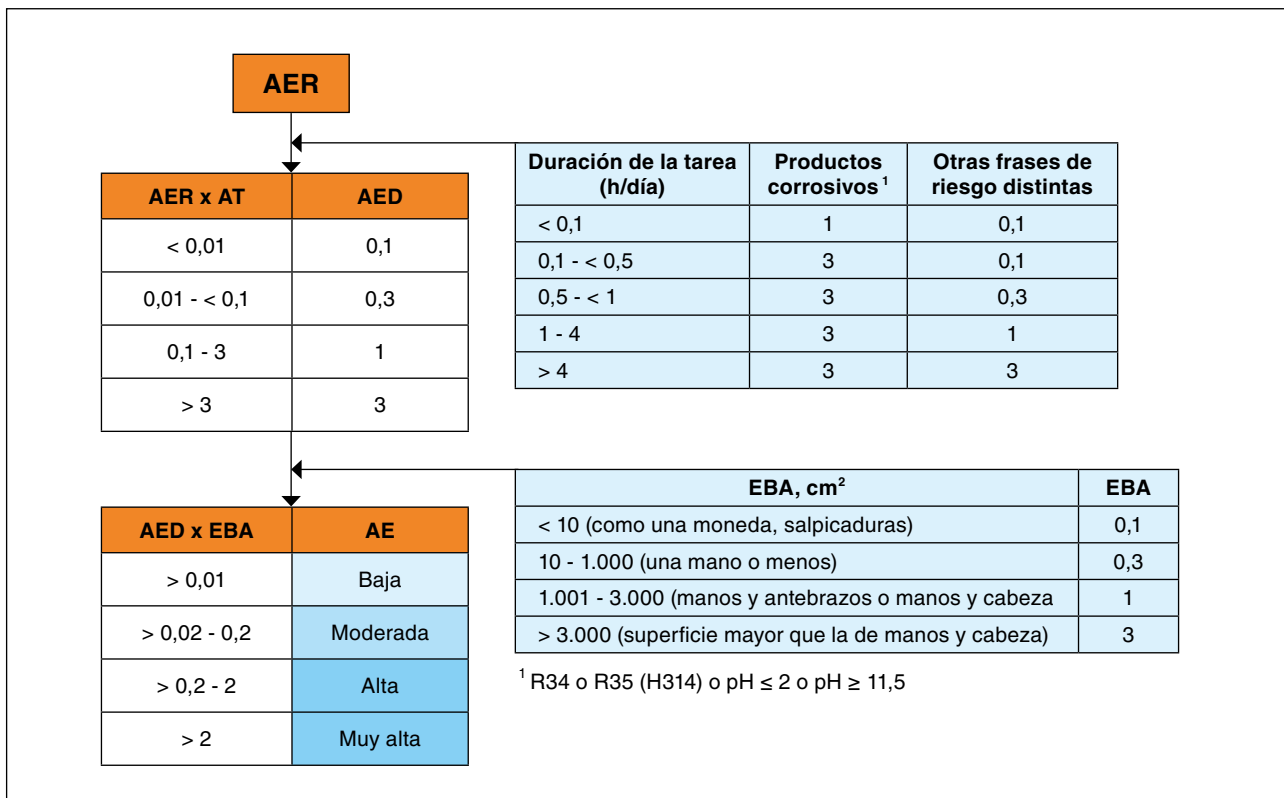 AER
Duración de la tarea (h/día) Productos corrosivos ¹ Otras frases de riesgo distintas
< 0,1 1 0,1
0,1 - < 0,5 3 0,1
0,5 - < 1 3 0,3
1 - 4 3 1
> 4 3 3
AER x AT AED
< 0,01 0,1
0,01 - < 0,1 0,3
0,1 - 3 1
> 3 3
EBA, cm² EBA
< 10 (como una moneda, salpicaduras) 0,1
10 - 1.000 (una mano o menos) 0,3
1.001 - 3.000 (manos y antebrazos o manos y cabeza 1
> 3.000 (superficie mayor que la de manos y cabeza) 3
¹ R34 o R35 (H314) o pH ≤ 2 o pH ≥ 11,5
AED x EBA AE
> 0,01 Baja
> 0,02 - 0,2 Moderada
> 0,2 - 2 Alta
> 2 Muy alta